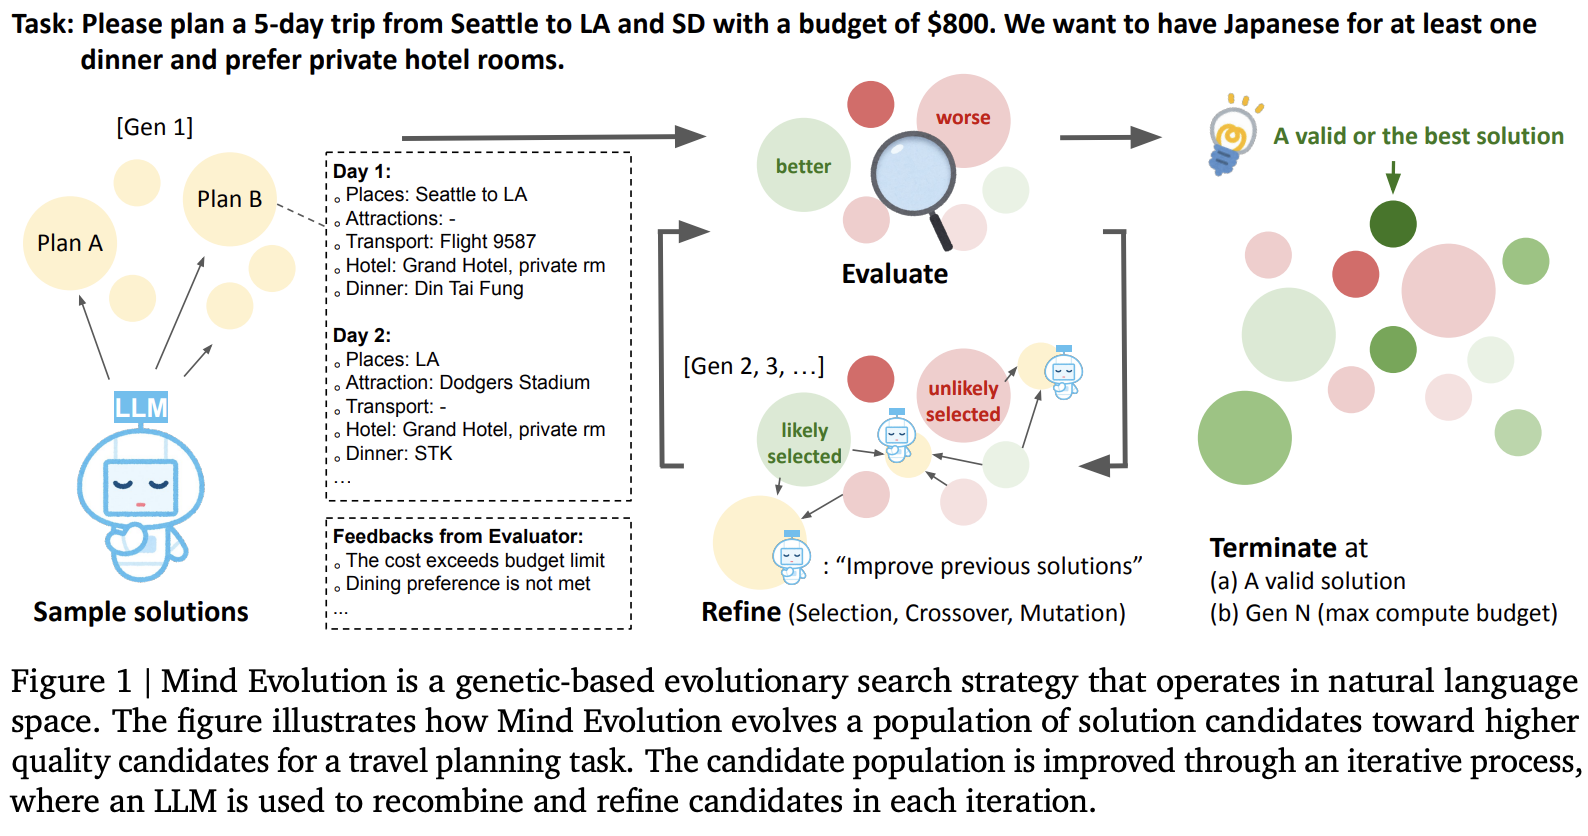 Task: Please plan a 5-day trip from Seattle to LA and SD with a budget of $800. We want to have Japanese for at least one
dinner and prefer private hotel rooms.
[Gen 1]
Plan A
Plan B
LLM
Sample solutions
Day 1:
◦ Places: Seattle to LA
◦ Attractions: -
◦ Transport: Flight 9587
◦ Hotel: Grand Hotel, private rm
◦ Dinner: Din Tai Fung
Day 2:
◦ Places: LA
◦ Attraction: Dodgers Stadium
◦ Transport: -
◦ Hotel: Grand Hotel, private rm
◦ Dinner: STK
...
Feedbacks from Evaluator:
◦ The cost exceeds budget limit
◦ Dining preference is not met
...
better
worse
Evaluate
[Gen 2, 3, …]
likely
selected
unlikely
selected
: “Improve previous solutions”
Refine (Selection, Crossover, Mutation)
A valid or the best solution
Terminate at
(a) A valid solution
(b) Gen N (max compute budget)
Figure 1 | Mind Evolution is a genetic-based evolutionary search strategy that operates in natural language
space. The figure illustrates how Mind Evolution evolves a population of solution candidates toward higher
quality candidates for a travel planning task. The candidate population is improved through an iterative process,
where an LLM is used to recombine and refine candidates in each iteration.